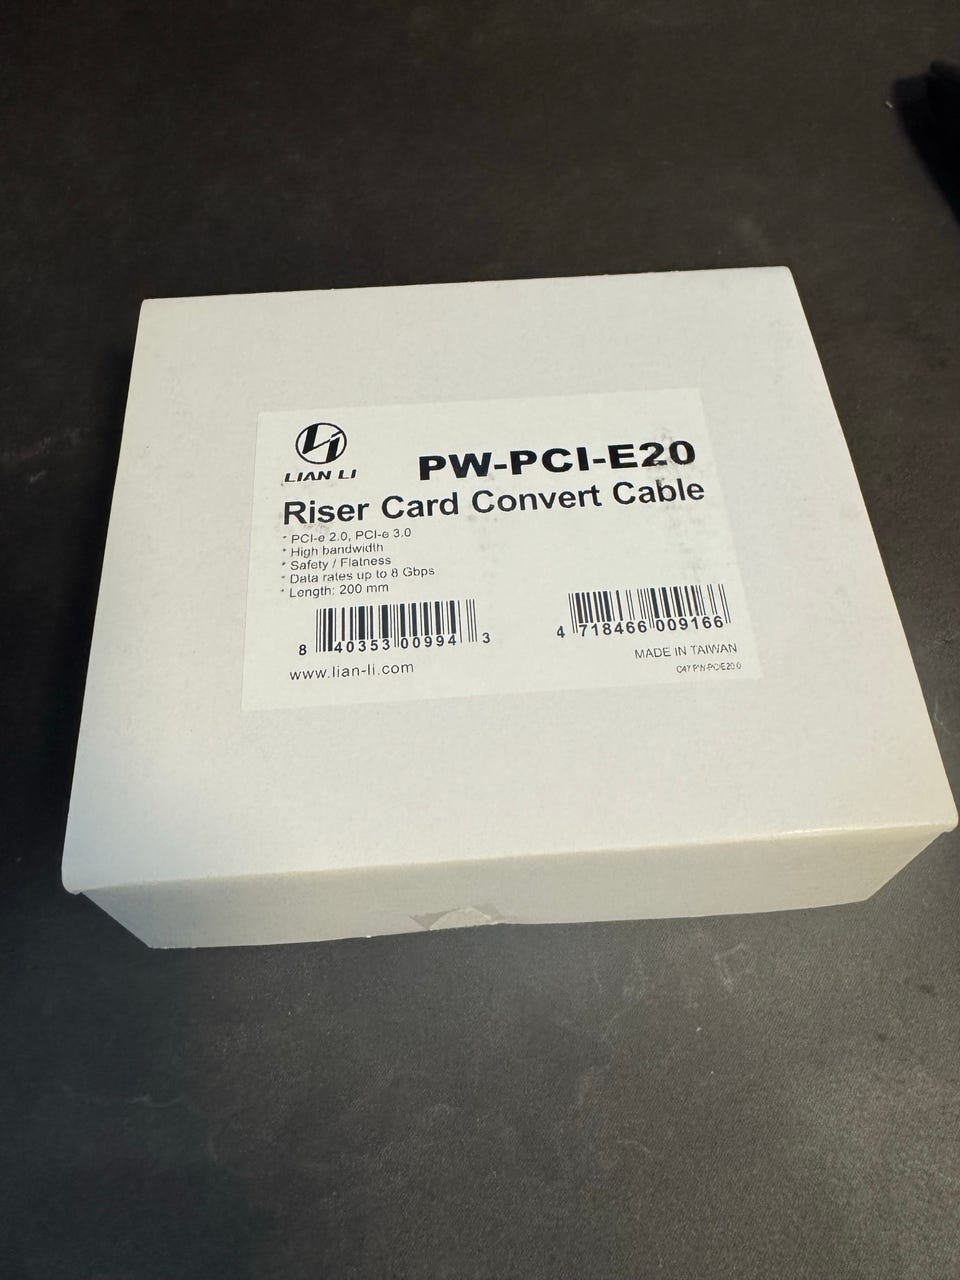 LIAN LI
PW-PCI-E20
Riser Card Convert Cable
* PCI-e 2.0, PCI-e 3.0
* High bandwidth
* Safety / Flatness
* Data rates up to 8 Gbps
* Length: 200 mm
8 40353 00994 3
4 718466 009166
www.lian-li.com
MADE IN TAIWAN